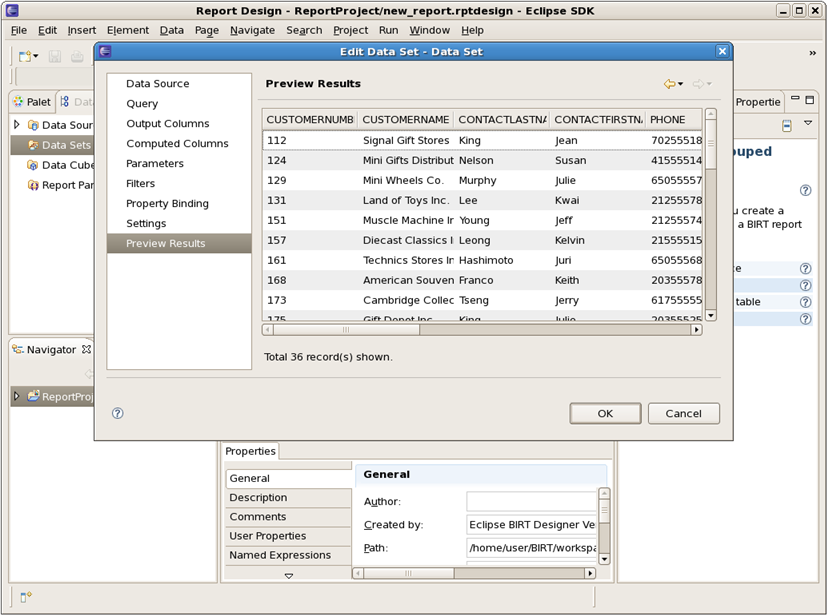 Report Design - ReportProject/new_report.rptdesign - Eclipse SDK
File Edit Insert Element Data Page Navigate Search Project Run Window Help
»
Edit Data Set - Data Set
Palet Data
Data Sour
Data Sets
Data Cube
Report Par
Navigator
ReportProj
Data Source
Query
Output Columns
Computed Columns
Parameters
Filters
Property Binding
Settings
Preview Results
Preview Results
CUSTOMERNUMB CUSTOMERNAME CONTACTLASTNA CONTACTFIRSTNA PHONE
112 Signal Gift Stores King Jean 70255518
124 Mini Gifts Distribut Nelson Susan 41555514
129 Mini Wheels Co. Murphy Julie 65055557
131 Land of Toys Inc. Lee Kwai 21255578
151 Muscle Machine In Young Jeff 21255574
157 Diecast Classics I Leong Kelvin 21555515
161 Technics Stores In Hashimoto Juri 65055568
168 American Souven Franco Keith 20355578
173 Cambridge Collec Tseng Jerry 61755555
175 Gift Depot Inc. King Julie 20355525
Total 36 record(s) shown.
? OK Cancel
Propertie
ouped
?
u create a
a BIRT report
ce ?
?
table ?
?
Properties
General
Description
Comments
User Properties
Named Expressions
General
Author:
Created by: Eclipse BIRT Designer Ve
Path: /home/user/BIRT/workspa